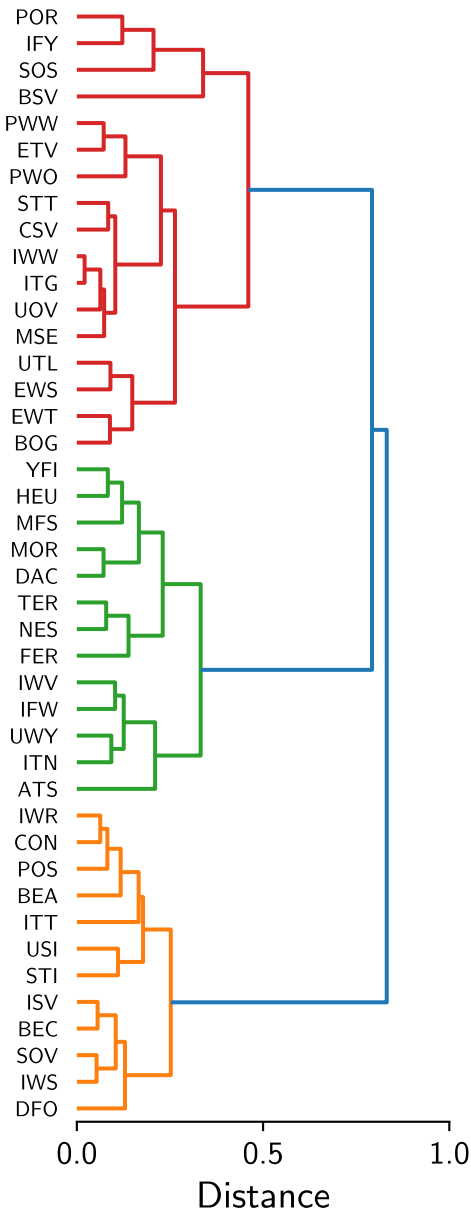 POR
IFY
SOS
BSV
PWW
ETV
PWO
STT
CSV
IWW
ITG
UOV
MSE
UTL
EWS
EWT
BOG
YFI
HEU
MFS
MOR
DAC
TER
NES
FER
IWV
IFW
UWY
ITN
ATS
IWR
CON
POS
BEA
ITT
USI
STI
ISV
BEC
SOV
IWS
DFO
0.0 0.5 1.0
Distance